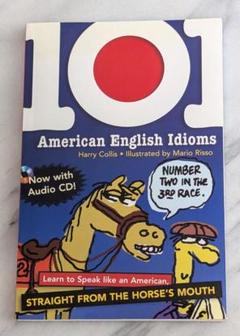 101
American English Idioms
Harry Collis • Illustrated by Mario Risso
Now with
Audio CD!
NUMBER
TWO IN THE
3RD RACE.
Learn to Speak like an American,
STRAIGHT FROM THE HORSE'S MOUTH